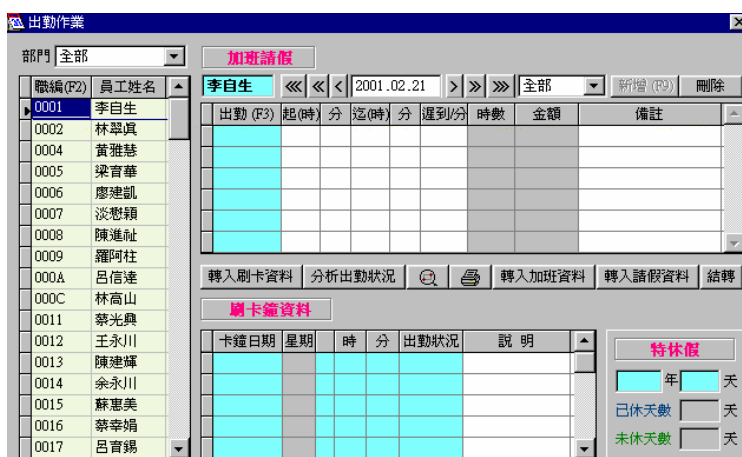 出勤作業
部門 全部
加班請假
職編(F2) 員工姓名
李自生 2001.02.21 全部 新增 (F9) 刪除
0001 李自生
0002 林翠真
0004 黃雅慧
0005 梁育華
0006 廖建凱
0007 淡懋穎
0008 陳進祉
0009 羅阿柱
000A 呂信達
000C 林高山
0011 蔡光興
0012 王永川
0013 陳建輝
0014 余永川
0015 蘇惠美
0016 蔡幸娟
0017 呂育錫
出勤 (F3) 起(時) 分 迄(時) 分 遲到/分 時數 金額 備註
轉入刷卡資料 分析出勤狀況 轉入加班資料 轉入請假資料 結轉
刷卡鐘資料
卡鐘日期 星期 時 分 出勤狀況 說 明
特休假
年 天
已休天數 天
未休天數 天